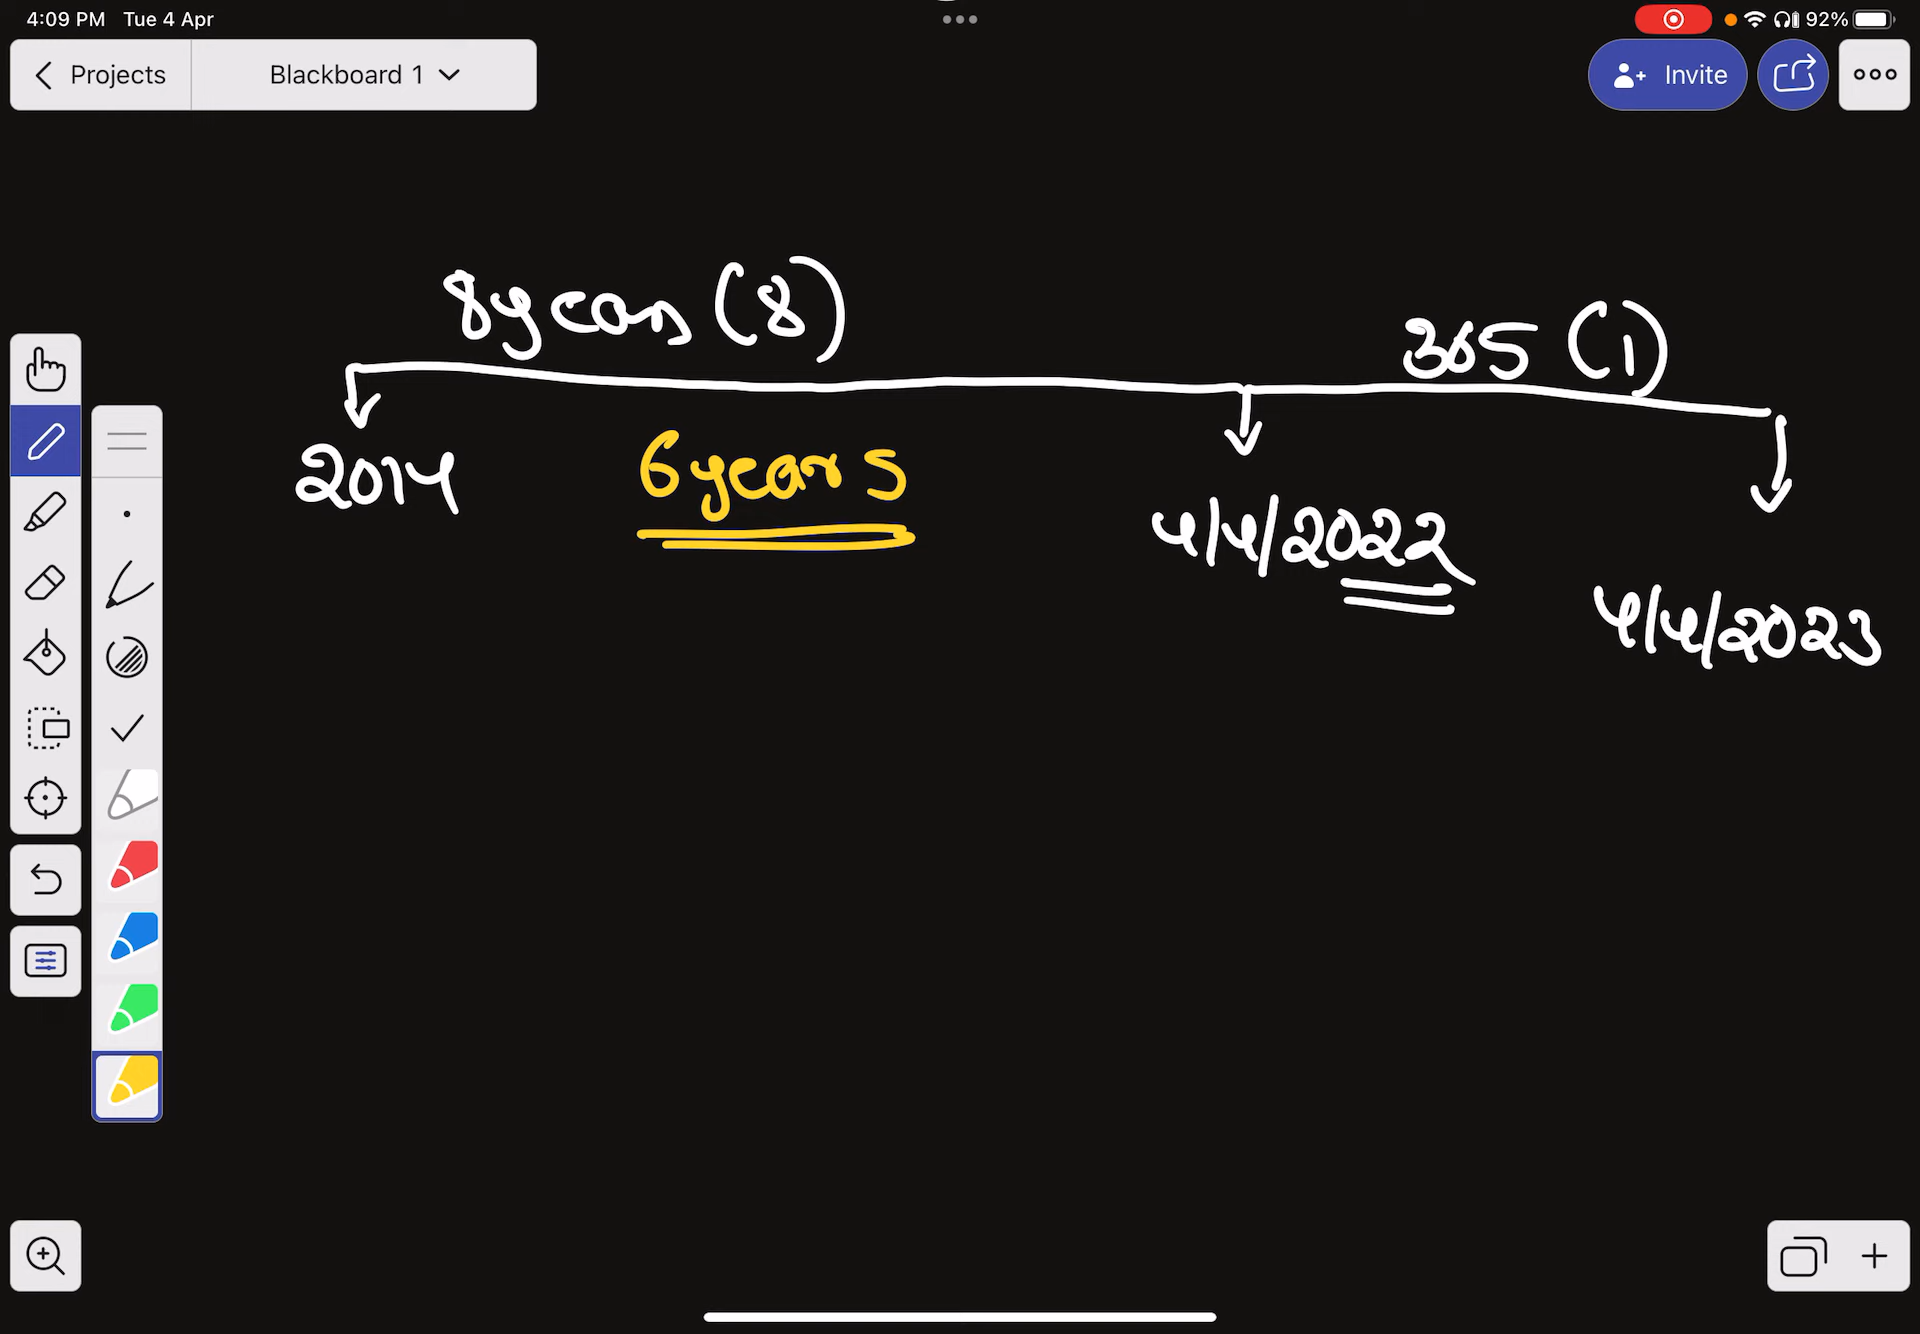 4:09 PM Tue 4 Apr
92%
Projects
Blackboard 1
Invite
8years (8)
365 (1)
2014
6years
4/4/2022
4/4/2023